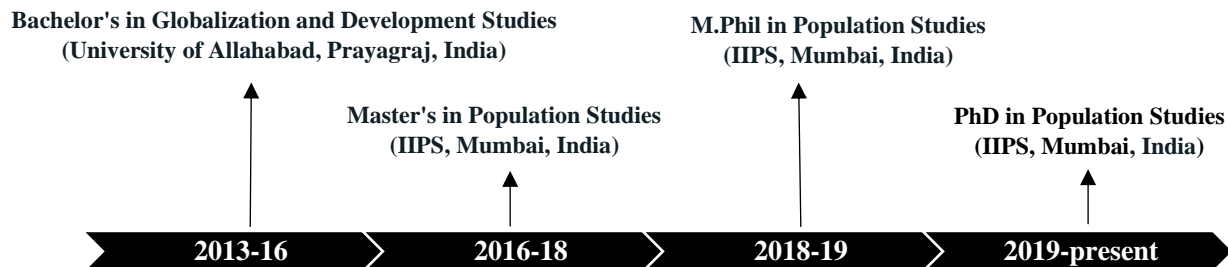 Bachelor's in Globalization and Development Studies
(University of Allahabad, Prayagraj, India)
M.Phil in Population Studies
(IIPS, Mumbai, India)
Master's in Population Studies
(IIPS, Mumbai, India)
PhD in Population Studies
(IIPS, Mumbai, India)
2013-16
2016-18
2018-19
2019-present